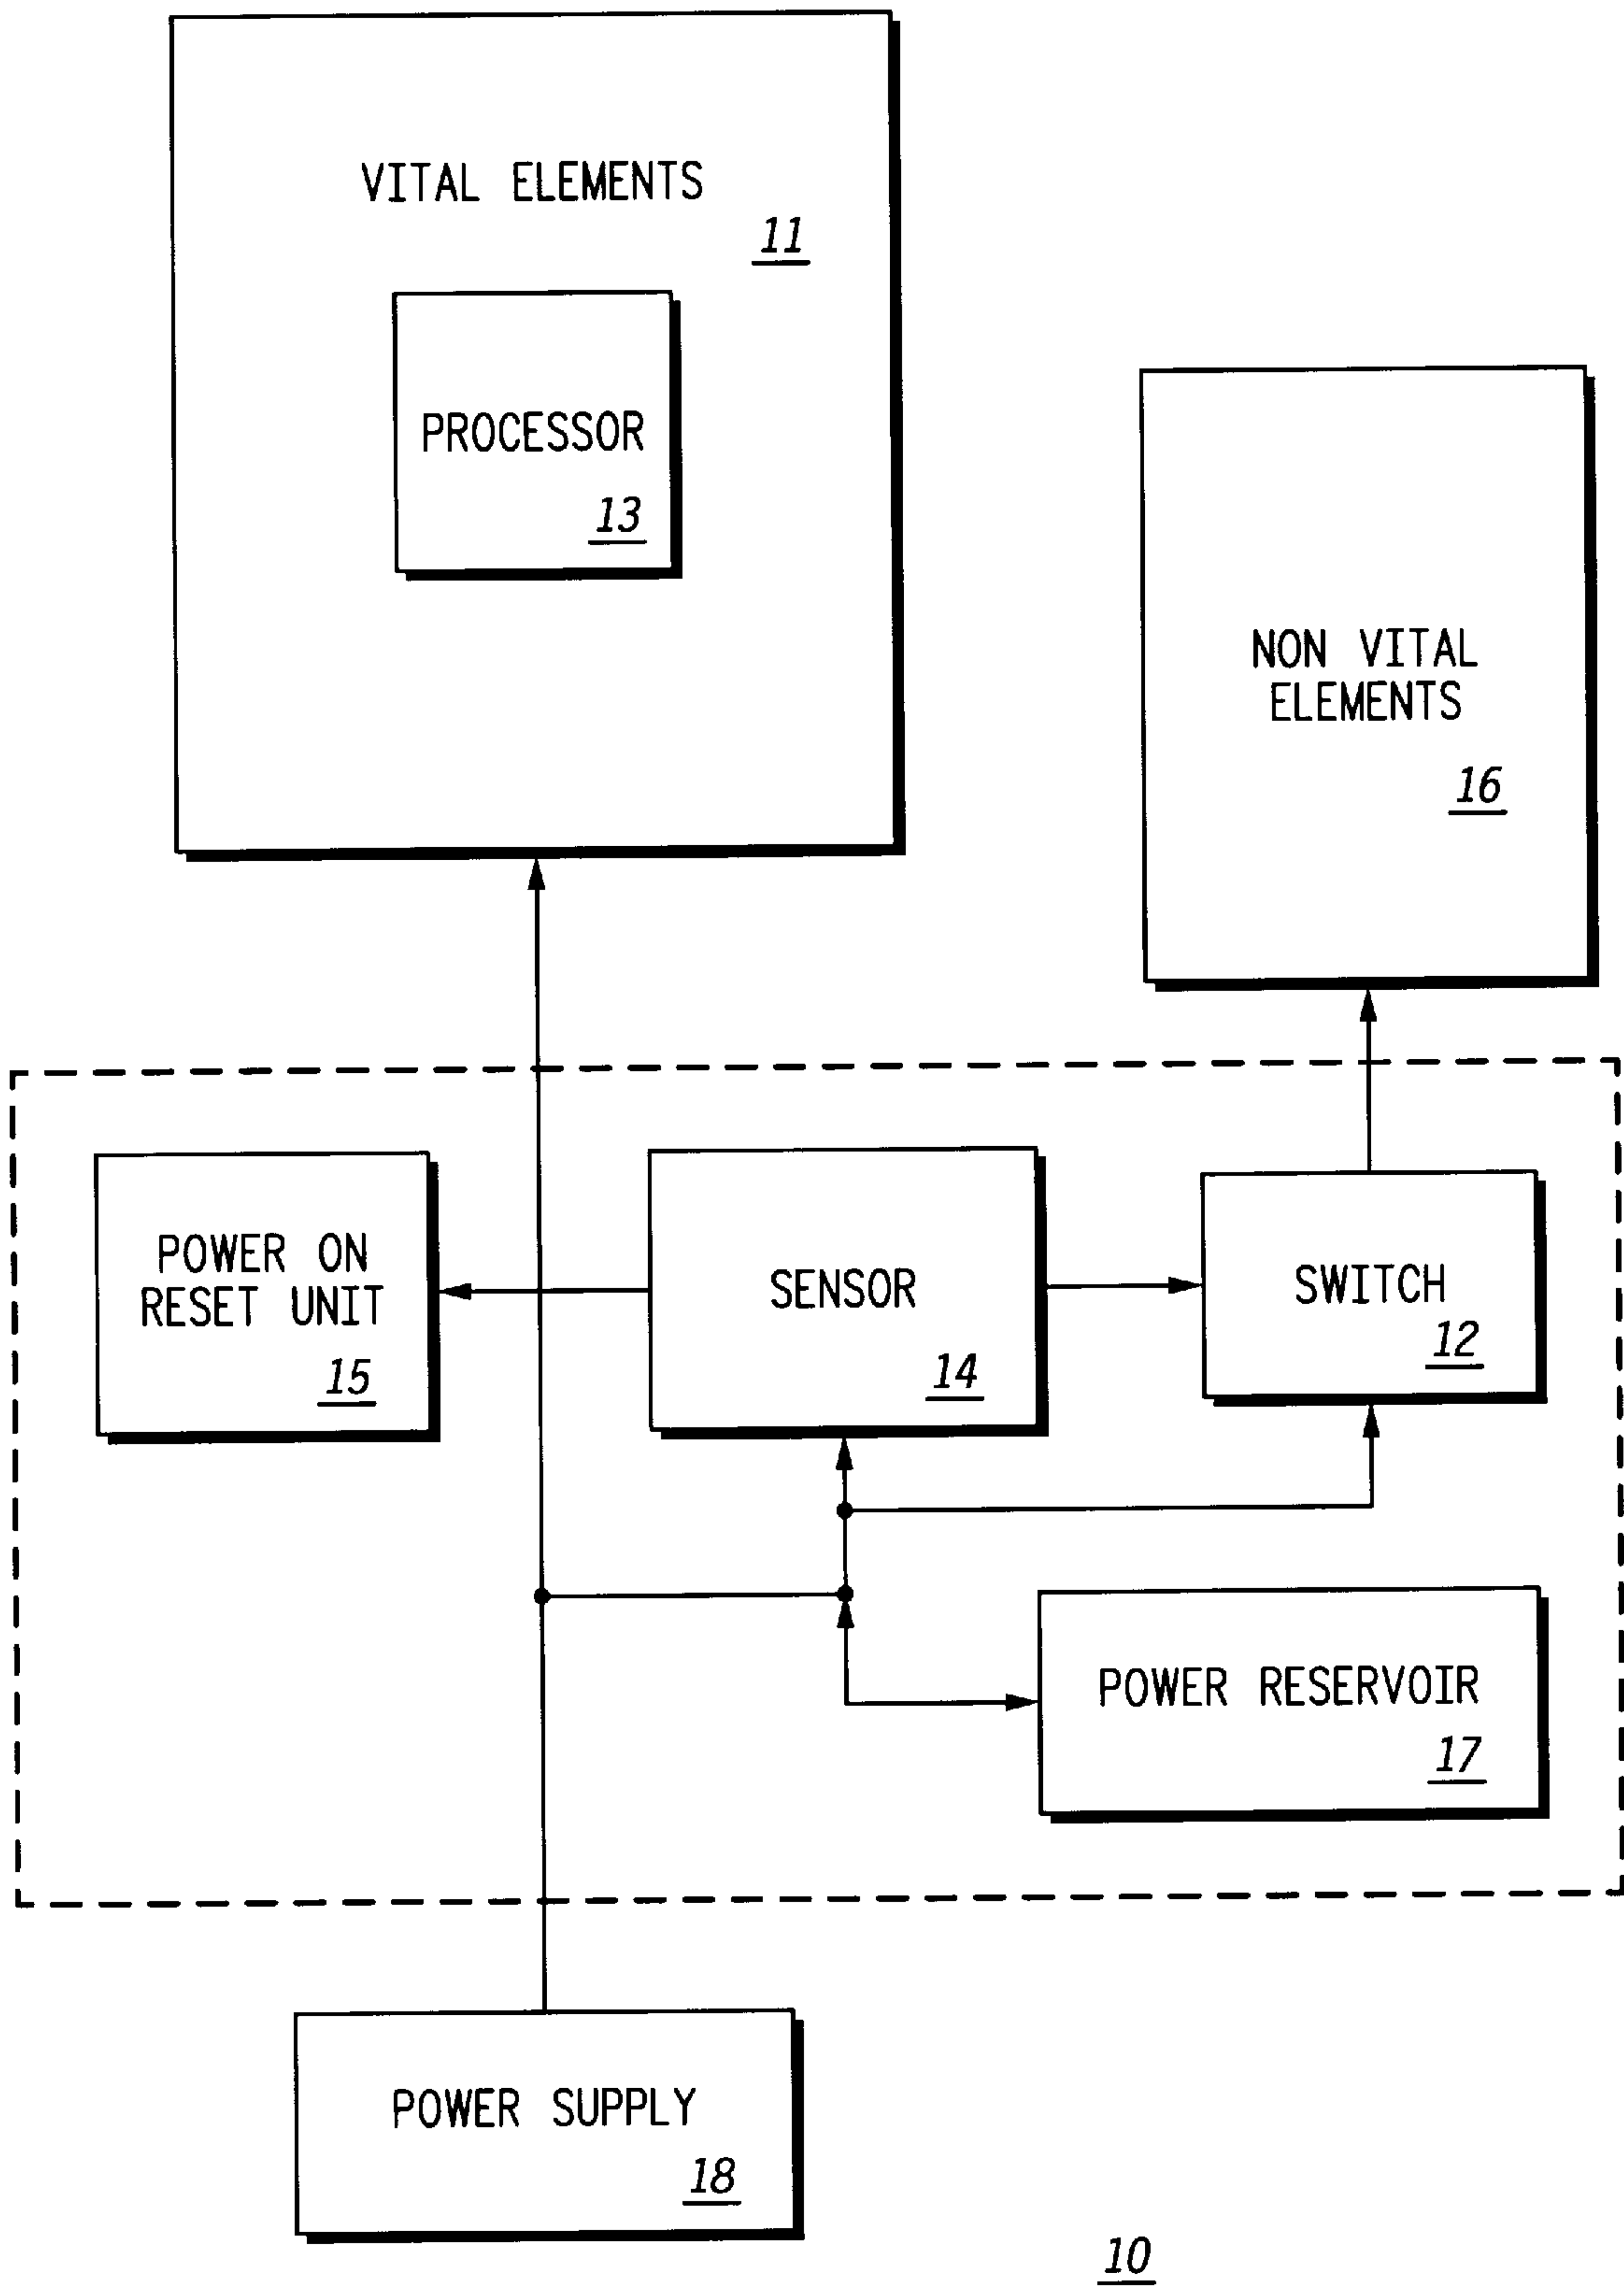 VITAL ELEMENTS
11
PROCESSOR
13
NON VITAL
ELEMENTS
16
POWER ON
RESET UNIT
15
SENSOR
14
SWITCH
12
POWER RESERVOIR
17
POWER SUPPLY
18
10